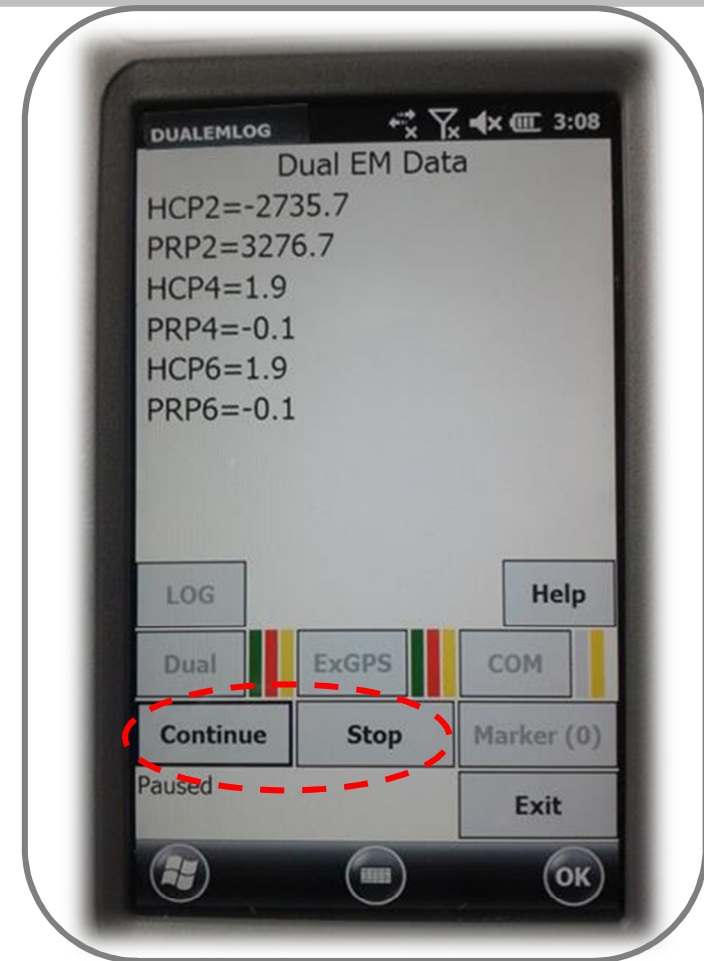 DUALEMLOG 3:08
Dual EM Data
HCP2=-2735.7
PRP2=3276.7
HCP4=1.9
PRP4=-0.1
HCP6=1.9
PRP6=-0.1
LOG Help
Dual ExGPS COM
Continue Stop Marker (0)
Paused
Exit
OK